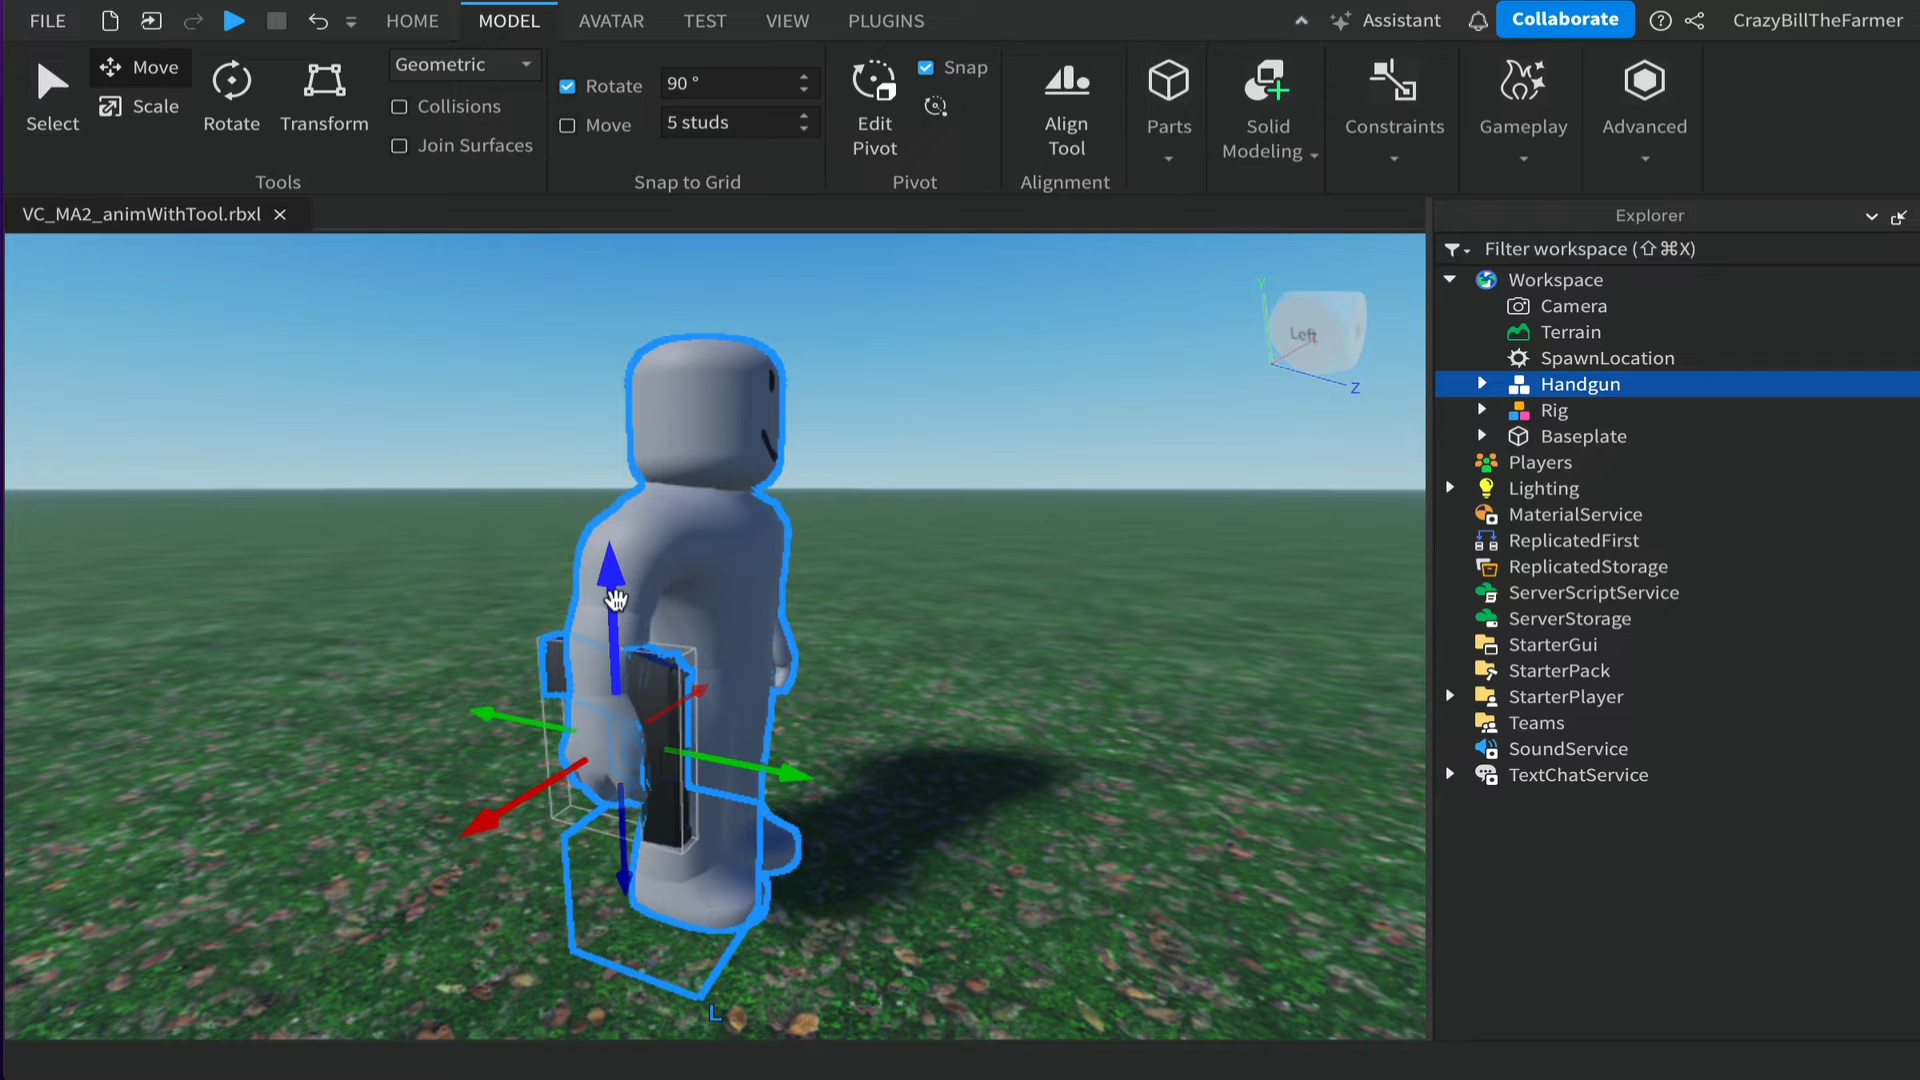 FILE HOME MODEL AVATAR TEST VIEW PLUGINS Assistant Collaborate CrazyBillTheFarmer
Select
Move
Scale
Rotate
Transform
Geometric
Collisions
Join Surfaces
Tools
Rotate 90 °
Move 5 studs
Snap to Grid
Edit
Pivot
Snap
Pivot
Align
Tool
Alignment
Parts
Solid
Modeling
Constraints
Gameplay
Advanced
VC_MA2_animWithTool.rbxl
Y
Left
Z
L
Explorer
Filter workspace (⇧⌘X)
Workspace
Camera
Terrain
SpawnLocation
Handgun
Rig
Baseplate
Players
Lighting
MaterialService
ReplicatedFirst
ReplicatedStorage
ServerScriptService
ServerStorage
StarterGui
StarterPack
StarterPlayer
Teams
SoundService
TextChatService